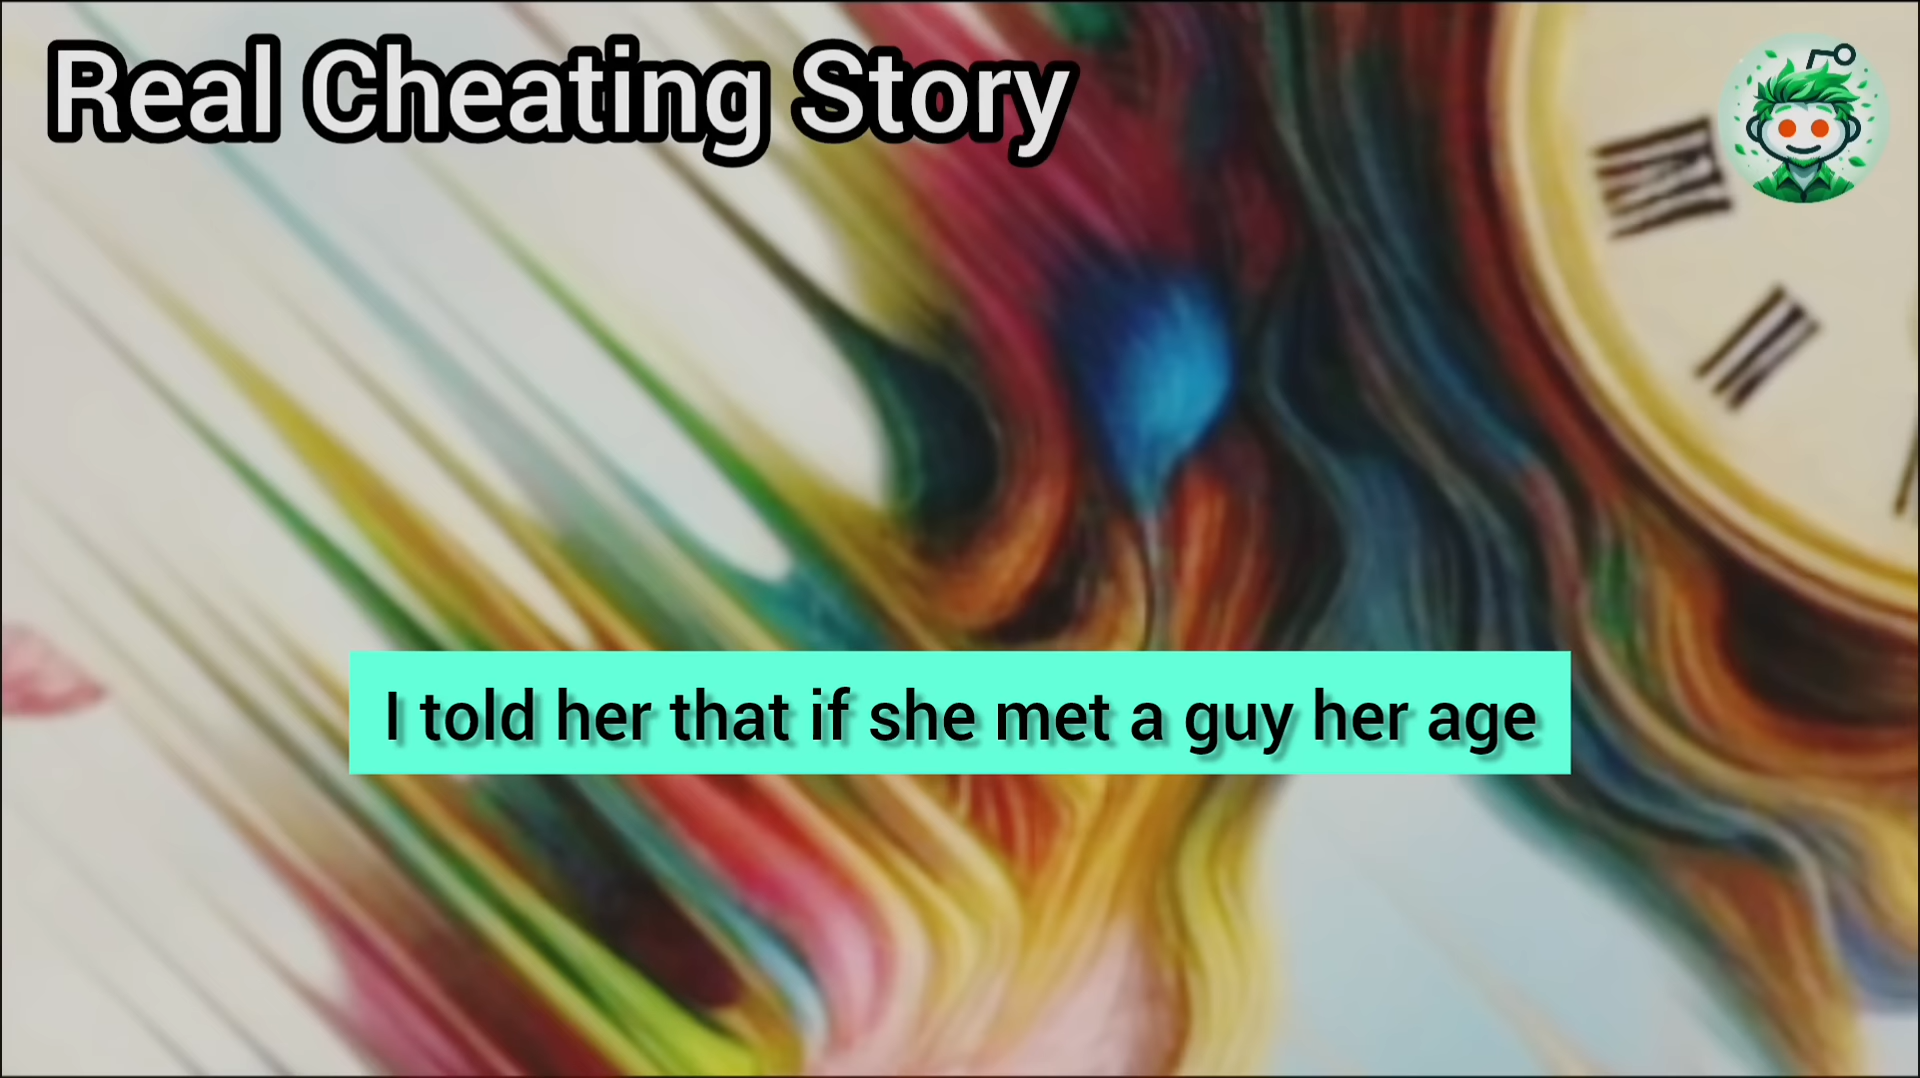 Real Cheating Story
I told her that if she met a guy her age